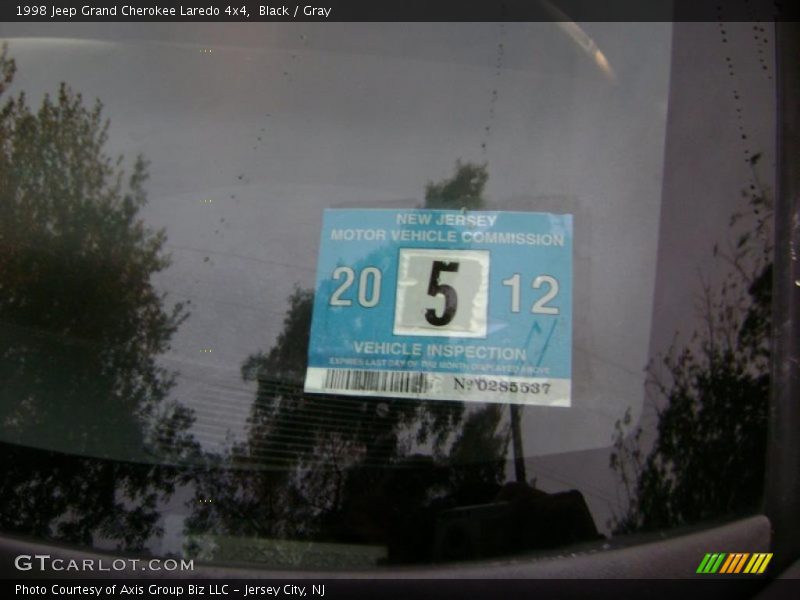 1998 Jeep Grand Cherokee Laredo 4x4, Black / Gray
NEW JERSEY
MOTOR VEHICLE COMMISSION
20 5 12
VEHICLE INSPECTION
EXPIRES LAST DAY OF THE MONTH DISPLAYED ABOVE
Nº 0285537
GTCARLOT.COM
Photo Courtesy of Axis Group Biz LLC - Jersey City, NJ